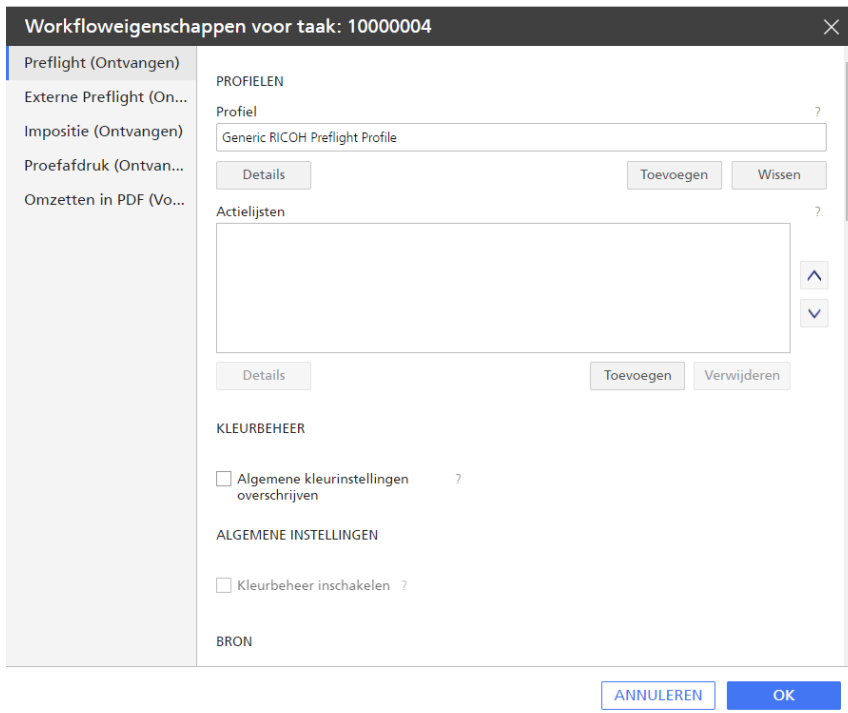 Workfloweigenschappen voor taak: 10000004
Preflight (Ontvangen)
Externe Preflight (On...
Impositie (Ontvangen)
Proefafdruk (Ontvan...
Omzetten in PDF (Vo...
PROFIELEN
Profiel ?
Generic RICOH Preflight Profile
Details Toevoegen Wissen
Actielijsten ?
Details Toevoegen Verwijderen
KLEURBEHEER
Algemene kleurinstellingen ?
overschrijven
ALGEMENE INSTELLINGEN
Kleurbeheer inschakelen ?
BRON
ANNULEREN OK